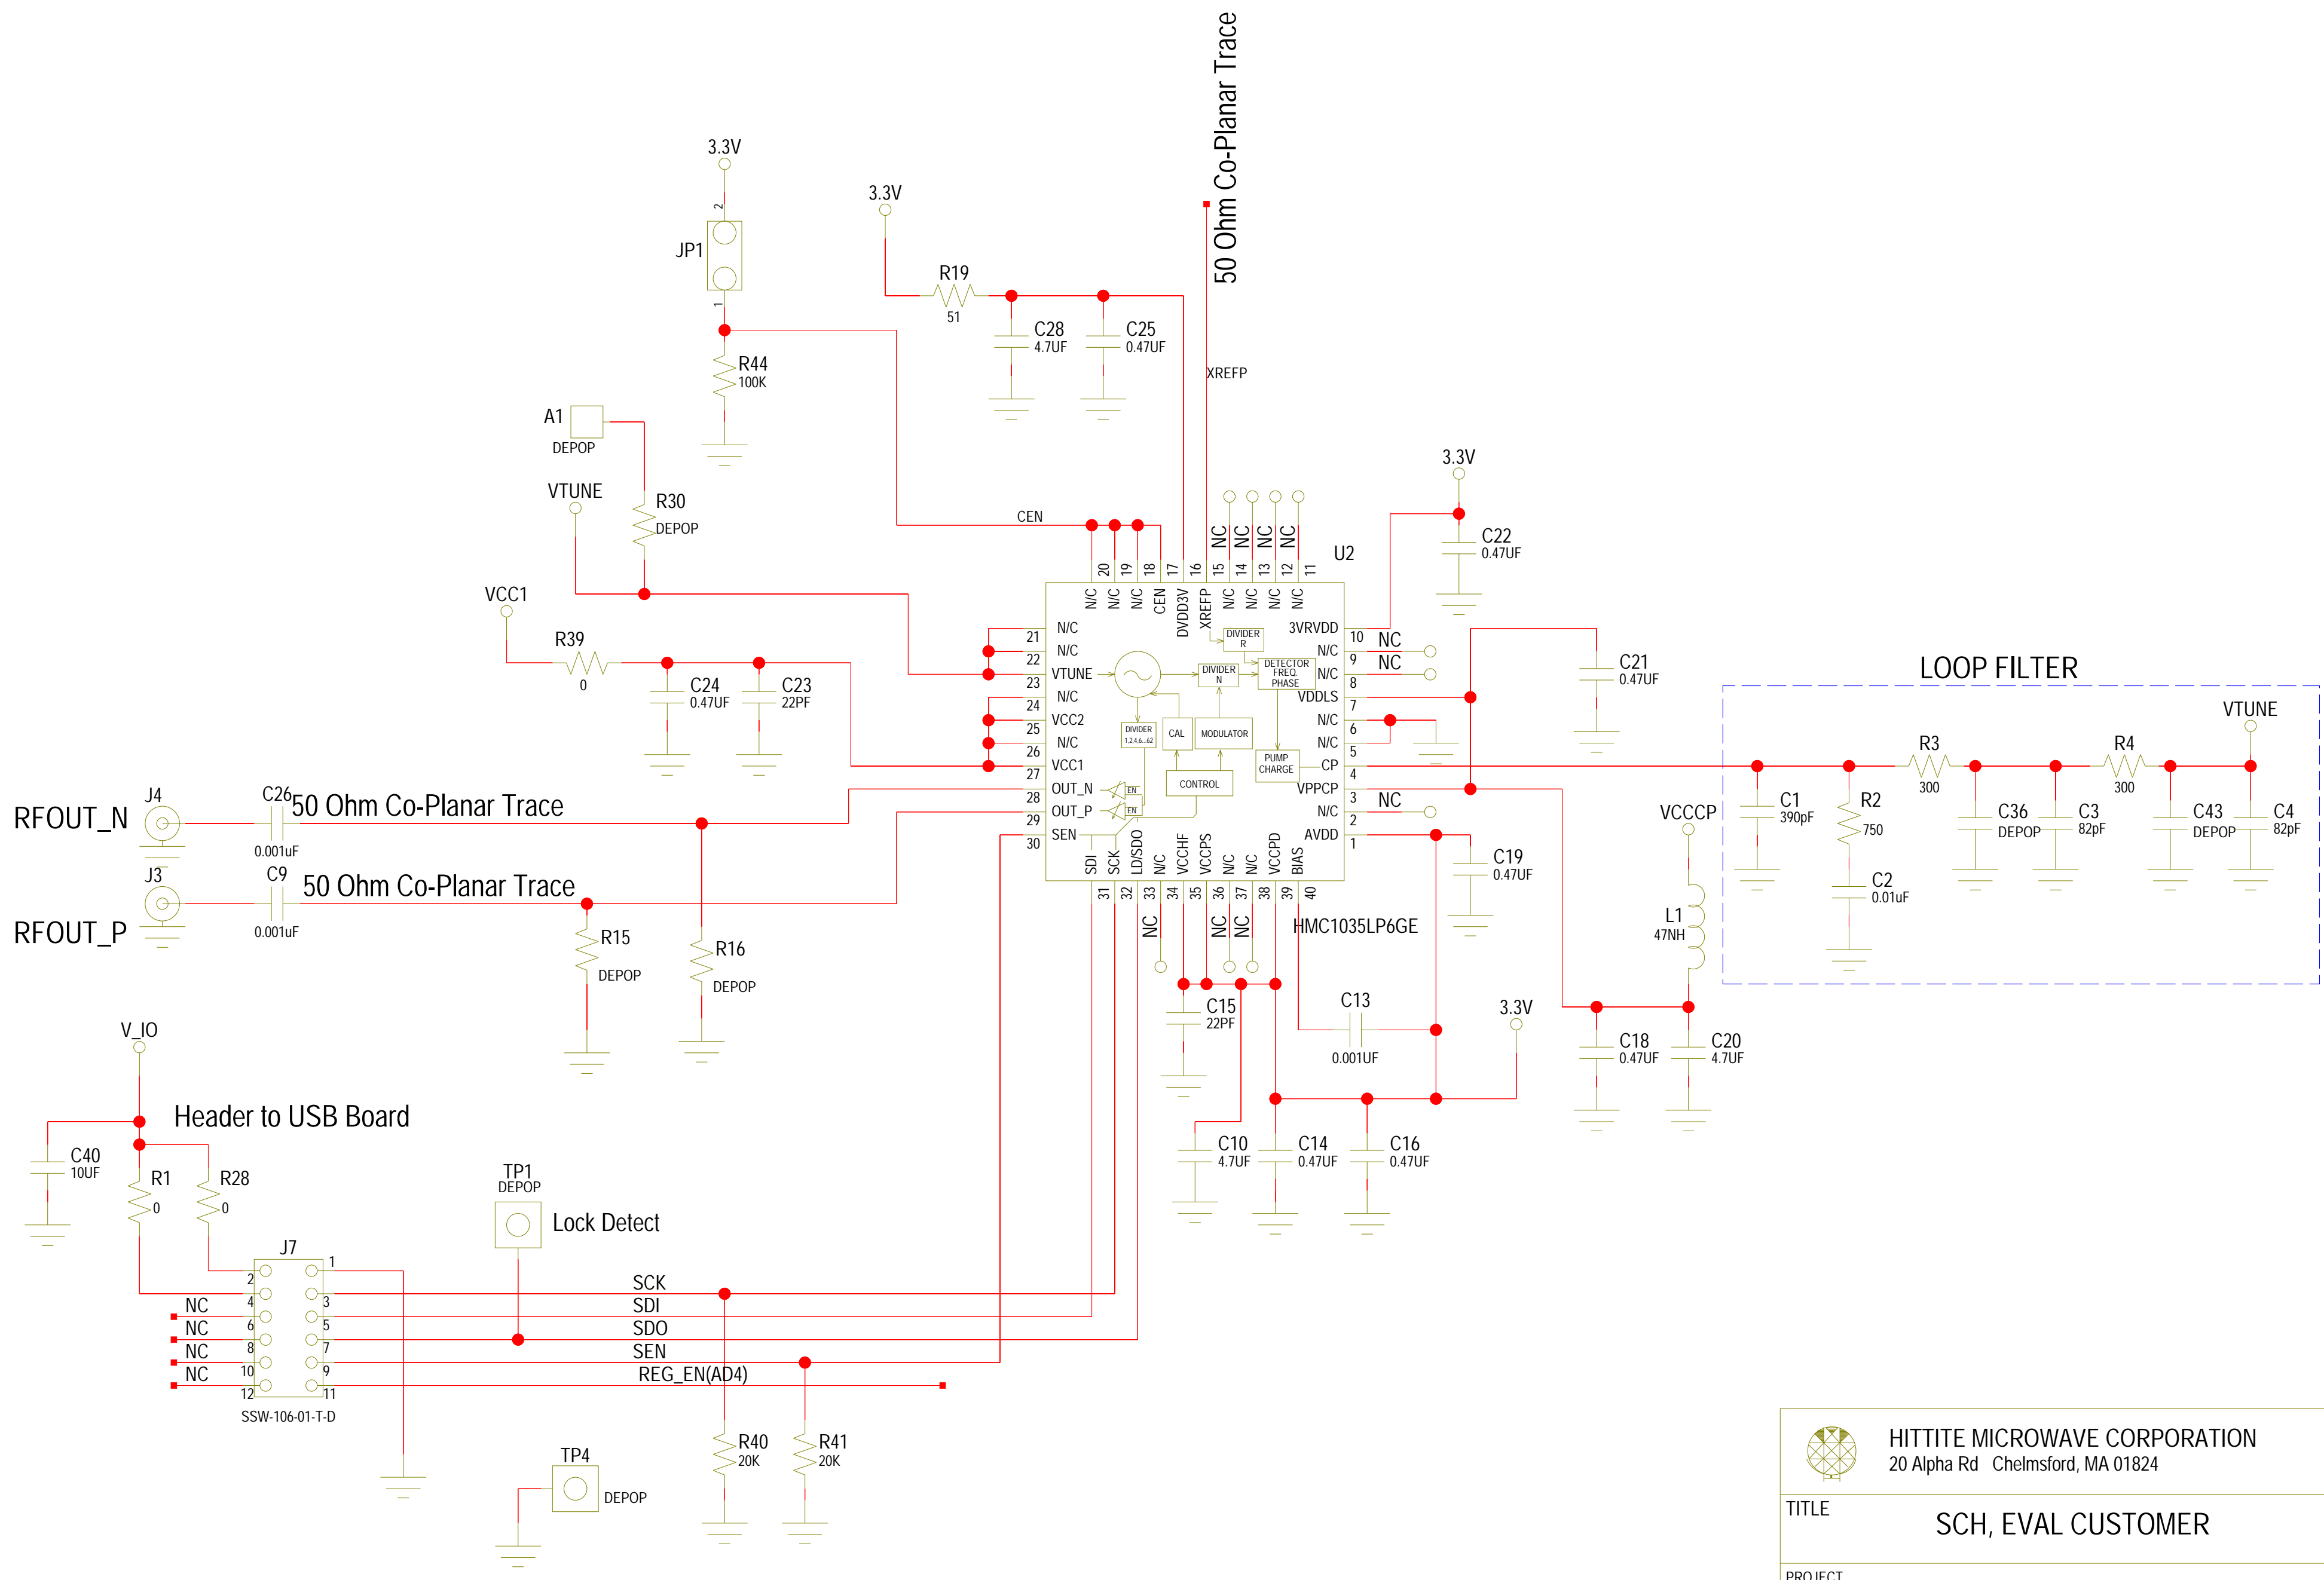 50 Ohm Co-Planar Trace
3.3V
2
JP1
1
R44
100K
3.3V
R19
51
C28
4.7UF
C25
0.47UF
XREFP
A1
DEPOP
VTUNE
R30
DEPOP
CEN
NC
NC
NC
NC
3.3V
C22
0.47UF
U2
20
19
18
17
16
15
14
13
12
11
N/C
N/C
N/C
CEN
DVDD3V
XREFP
N/C
N/C
N/C
N/C
VCC1
R39
0
C24
0.47UF
C23
22PF
21
N/C
22
N/C
23
VTUNE
24
N/C
25
VCC2
26
N/C
27
VCC1
28
OUT_N
29
OUT_P
30
SEN
DIVIDER
R
DIVIDER
N
DETECTOR
FREQ.
PHASE
DIVIDER
1,2,4,6...62
CAL
MODULATOR
PUMP
CHARGE
CONTROL
EN
EN
3VRVDD
10
N/C
9
NC
N/C
8
NC
VDDLS
7
N/C
6
N/C
5
CP
4
VPPCP
3
N/C
2
NC
AVDD
1
SDI
SCK
LD/SDO
N/C
VCCHF
VCCPS
N/C
N/C
VCCPD
BIAS
31
32
33
34
35
36
37
38
39
40
NC
NC
NC
HMC1035LP6GE
C21
0.47UF
C19
0.47UF
LOOP FILTER
VTUNE
R3
300
R4
300
C1
390pF
R2
750
C2
0.01uF
C36
DEPOP
C3
82pF
C43
DEPOP
C4
82pF
VCCCP
L1
47NH
C18
0.47UF
C20
4.7UF
RFOUT_N
J4
C26
0.001uF
50 Ohm Co-Planar Trace
RFOUT_P
J3
C9
0.001uF
50 Ohm Co-Planar Trace
R15
DEPOP
R16
DEPOP
C15
22PF
C13
0.001UF
3.3V
C10
4.7UF
C14
0.47UF
C16
0.47UF
V_IO
Header to USB Board
C40
10UF
R1
0
R28
0
TP1
DEPOP
Lock Detect
J7
1
2
3
4
5
6
7
8
9
10
11
12
NC
NC
NC
NC
SCK
SDI
SDO
SEN
REG_EN(AD4)
SSW-106-01-T-D
R40
20K
R41
20K
TP4
DEPOP
HITTITE MICROWAVE CORPORATION
20 Alpha Rd Chelmsford, MA 01824
TITLE
SCH, EVAL CUSTOMER
PROJECT